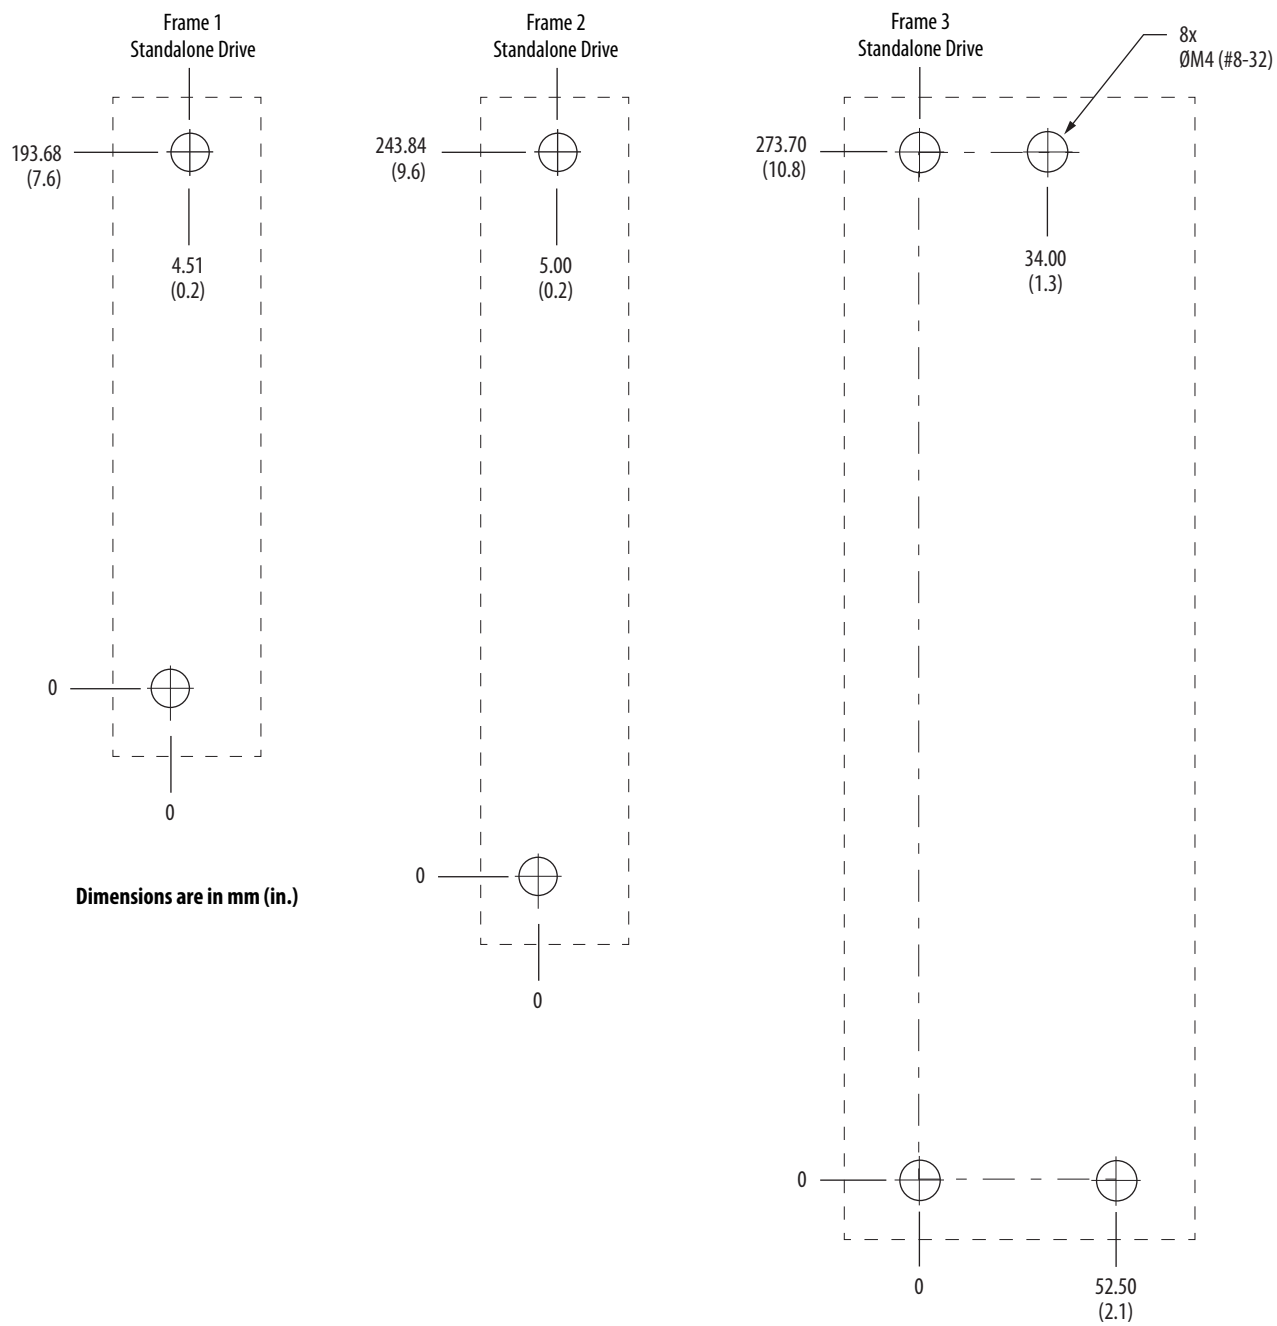 Frame 1
Standalone Drive
Frame 2
Standalone Drive
Frame 3
Standalone Drive
8x
ØM4 (#8-32)
193.68
(7.6)
243.84
(9.6)
273.70
(10.8)
4.51
(0.2)
5.00
(0.2)
34.00
(1.3)
0
0
Dimensions are in mm (in.)
0
0
0
0
52.50
(2.1)